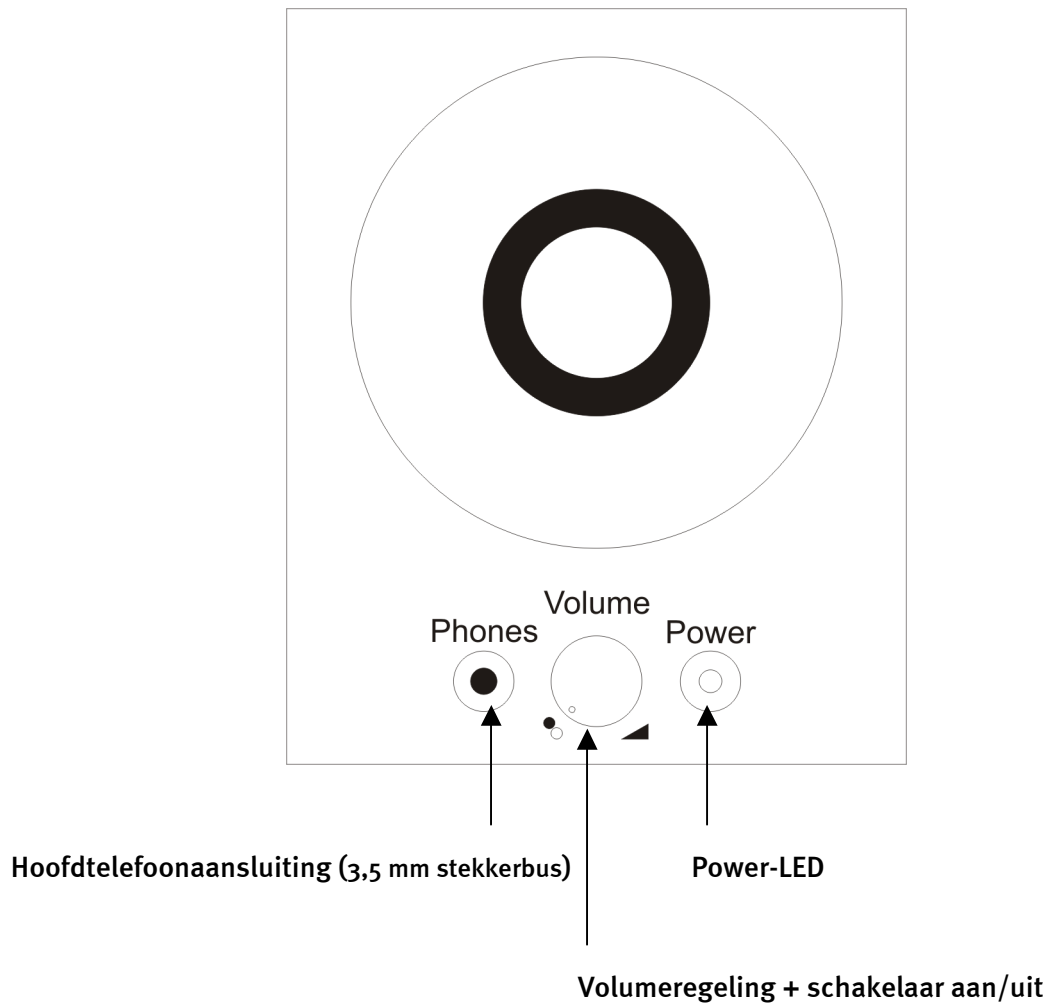 Volume
Phones
Power
Hoofdtelefoonaansluiting (3,5 mm stekkerbus)
Power-LED
Volumeregeling + schakelaar aan/uit